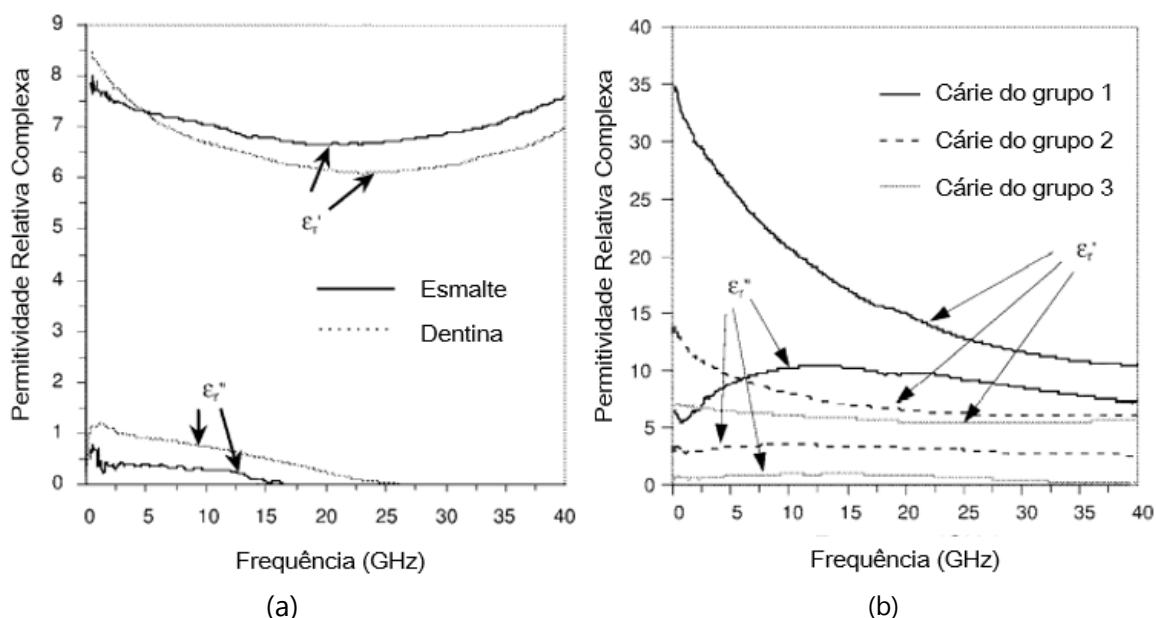 Permitividade Relativa Complexa
9
8
7
6
5
4
3
2
1
0
εr'
Esmalte
Dentina
εr"
0 5 10 15 20 25 30 35 40
Frequência (GHz)
(a)
Permitividade Relativa Complexa
40
35
30
25
20
15
10
5
0
Cárie do grupo 1
Cárie do grupo 2
Cárie do grupo 3
εr'
εr"
0 5 10 15 20 25 30 35 40
Frequência (GHz)
(b)